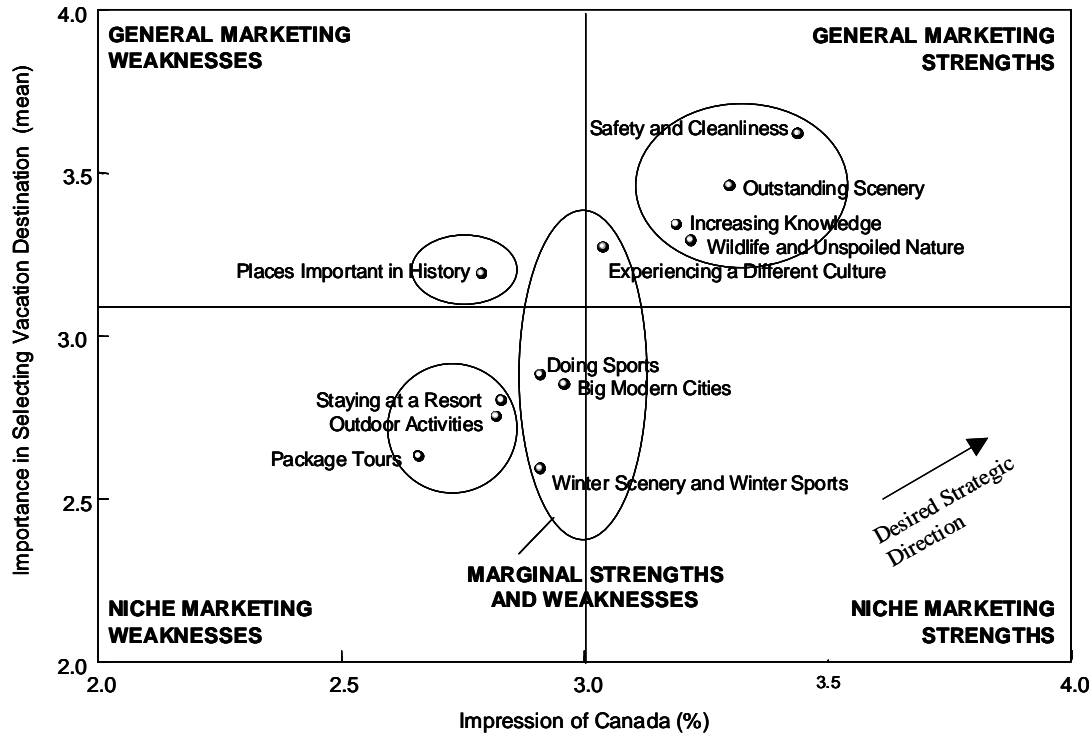 4.0
GENERAL MARKETING
WEAKNESSES
GENERAL MARKETING
STRENGTHS
Importance in Selecting Vacation Destination (mean)
Safety and Cleanliness
3.5
Outstanding Scenery
Increasing Knowledge
Wildlife and Unspoiled Nature
Places Important in History
Experiencing a Different Culture
3.0
Doing Sports
Big Modern Cities
Staying at a Resort
Outdoor Activities
Package Tours
Winter Scenery and Winter Sports
2.5
Desired Strategic
Direction
MARGINAL STRENGTHS
AND WEAKNESSES
NICHE MARKETING
WEAKNESSES
NICHE MARKETING
STRENGTHS
2.0
2.0
2.5
3.0
3.5
4.0
Impression of Canada (%)